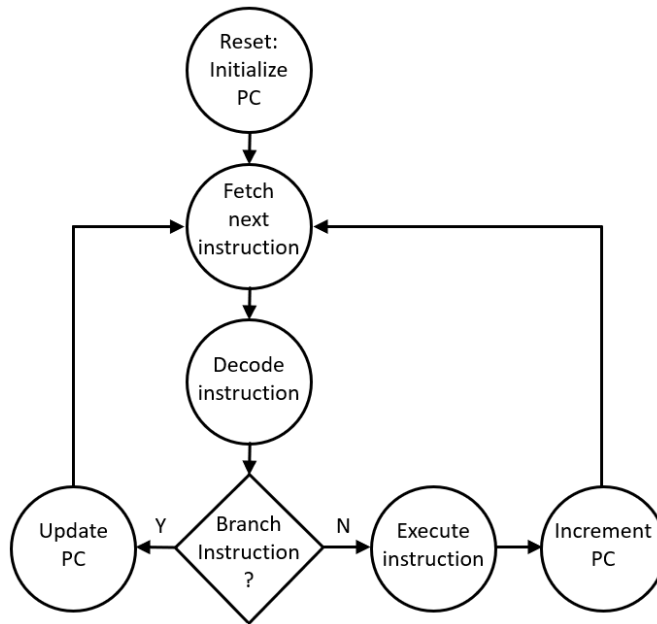 Reset:
Initialize
PC
Fetch
next
instruction
Decode
instruction
Update
PC
Y
Branch
Instruction
?
N
Execute
instruction
Increment
PC